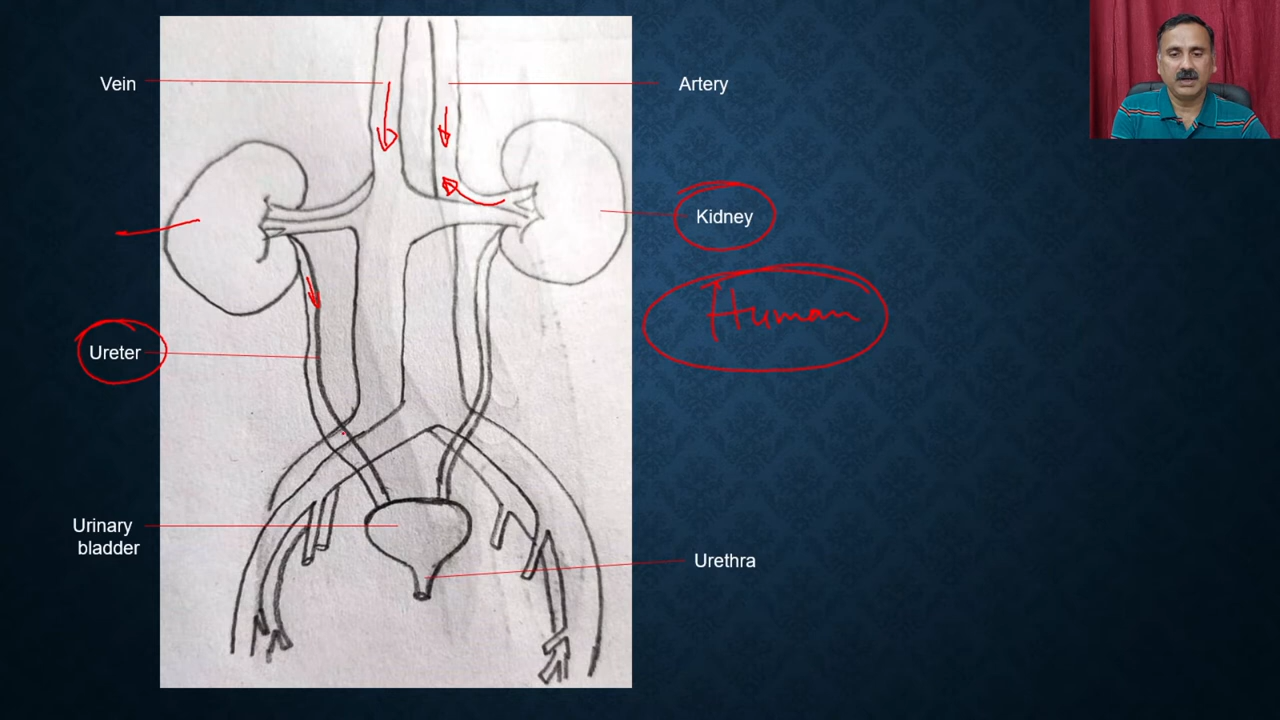 Vein
Artery
Kidney
Human
Ureter
Urinary
bladder
Urethra